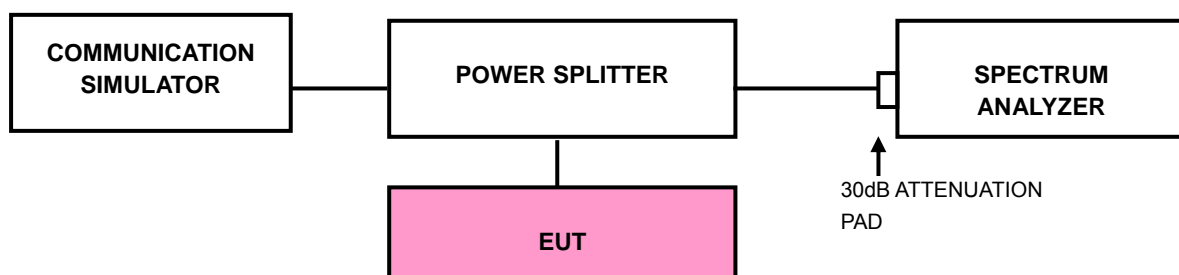 COMMUNICATION
SIMULATOR
POWER SPLITTER
SPECTRUM
ANALYZER
30dB ATTENUATION
PAD
EUT